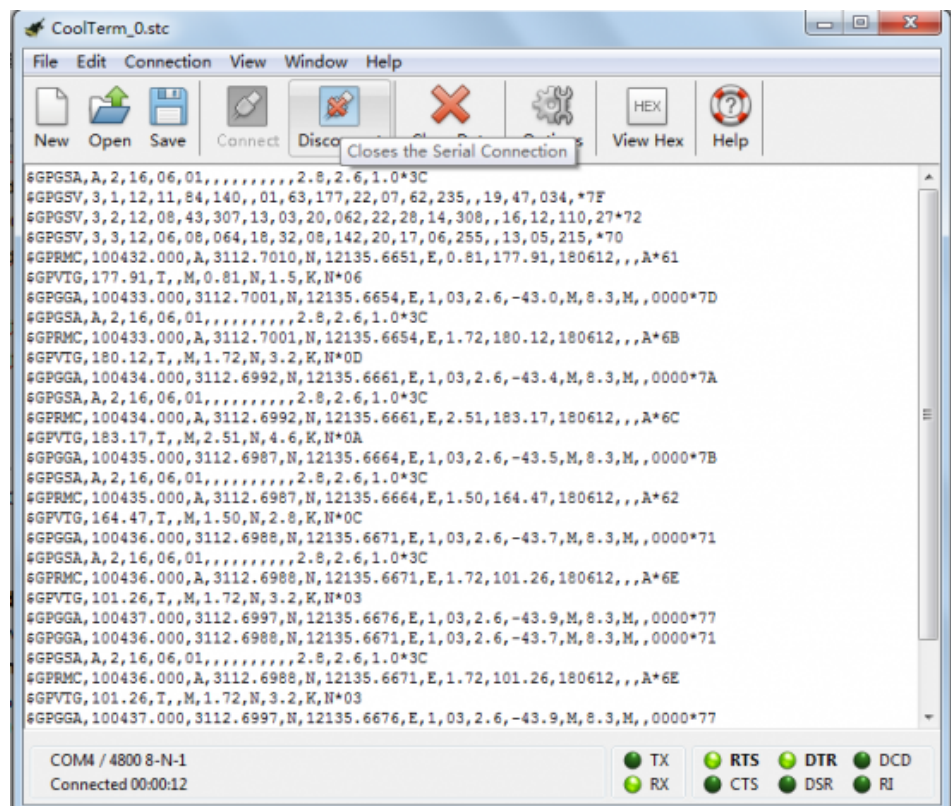 CoolTerm_0.stc
File Edit Connection View Window Help
New Open Save Connect Disco Options View Hex Help
Closes the Serial Connection
$GPGSA,A,2,16,06,01,,,,,,,,,,2.8,2.6,1.0*3C
$GPGSV,3,1,12,11,84,140,,01,63,177,22,07,62,235,,19,47,034,*7F
$GPGSV,3,2,12,08,43,307,13,03,20,062,22,28,14,308,,16,12,110,27*72
$GPGSV,3,3,12,06,08,064,18,32,08,142,20,17,06,255,,13,05,215,*70
$GPRMC,100432.000,A,3112.7010,N,12135.6651,E,0.81,177.91,180612,,,A*61
$GPVTG,177.91,T,,M,0.81,N,1.5,K,N*06
$GPGGA,100433.000,3112.7001,N,12135.6654,E,1,03,2.6,-43.0,M,8.3,M,,0000*7D
$GPGSA,A,2,16,06,01,,,,,,,,,,2.8,2.6,1.0*3C
$GPRMC,100433.000,A,3112.7001,N,12135.6654,E,1.72,180.12,180612,,,A*6B
$GPVTG,180.12,T,,M,1.72,N,3.2,K,N*0D
$GPGGA,100434.000,3112.6992,N,12135.6661,E,1,03,2.6,-43.4,M,8.3,M,,0000*7A
$GPGSA,A,2,16,06,01,,,,,,,,,,2.8,2.6,1.0*3C
$GPRMC,100434.000,A,3112.6992,N,12135.6661,E,2.51,183.17,180612,,,A*6C
$GPVTG,183.17,T,,M,2.51,N,4.6,K,N*0A
$GPGGA,100435.000,3112.6987,N,12135.6664,E,1,03,2.6,-43.5,M,8.3,M,,0000*7B
$GPGSA,A,2,16,06,01,,,,,,,,,,2.8,2.6,1.0*3C
$GPRMC,100435.000,A,3112.6987,N,12135.6664,E,1.50,164.47,180612,,,A*62
$GPVTG,164.47,T,,M,1.50,N,2.8,K,N*0C
$GPGGA,100436.000,3112.6988,N,12135.6671,E,1,03,2.6,-43.7,M,8.3,M,,0000*71
$GPGSA,A,2,16,06,01,,,,,,,,,,2.8,2.6,1.0*3C
$GPRMC,100436.000,A,3112.6988,N,12135.6671,E,1.72,101.26,180612,,,A*6E
$GPVTG,101.26,T,,M,1.72,N,3.2,K,N*03
$GPGGA,100437.000,3112.6997,N,12135.6676,E,1,03,2.6,-43.9,M,8.3,M,,0000*77
$GPGGA,100436.000,3112.6988,N,12135.6671,E,1,03,2.6,-43.7,M,8.3,M,,0000*71
$GPGSA,A,2,16,06,01,,,,,,,,,,2.8,2.6,1.0*3C
$GPRMC,100436.000,A,3112.6988,N,12135.6671,E,1.72,101.26,180612,,,A*6E
$GPVTG,101.26,T,,M,1.72,N,3.2,K,N*03
$GPGGA,100437.000,3112.6997,N,12135.6676,E,1,03,2.6,-43.9,M,8.3,M,,0000*77
COM4 / 4800 8-N-1 TX RTS DTR DCD
Connected 00:00:12 RX CTS DSR RI